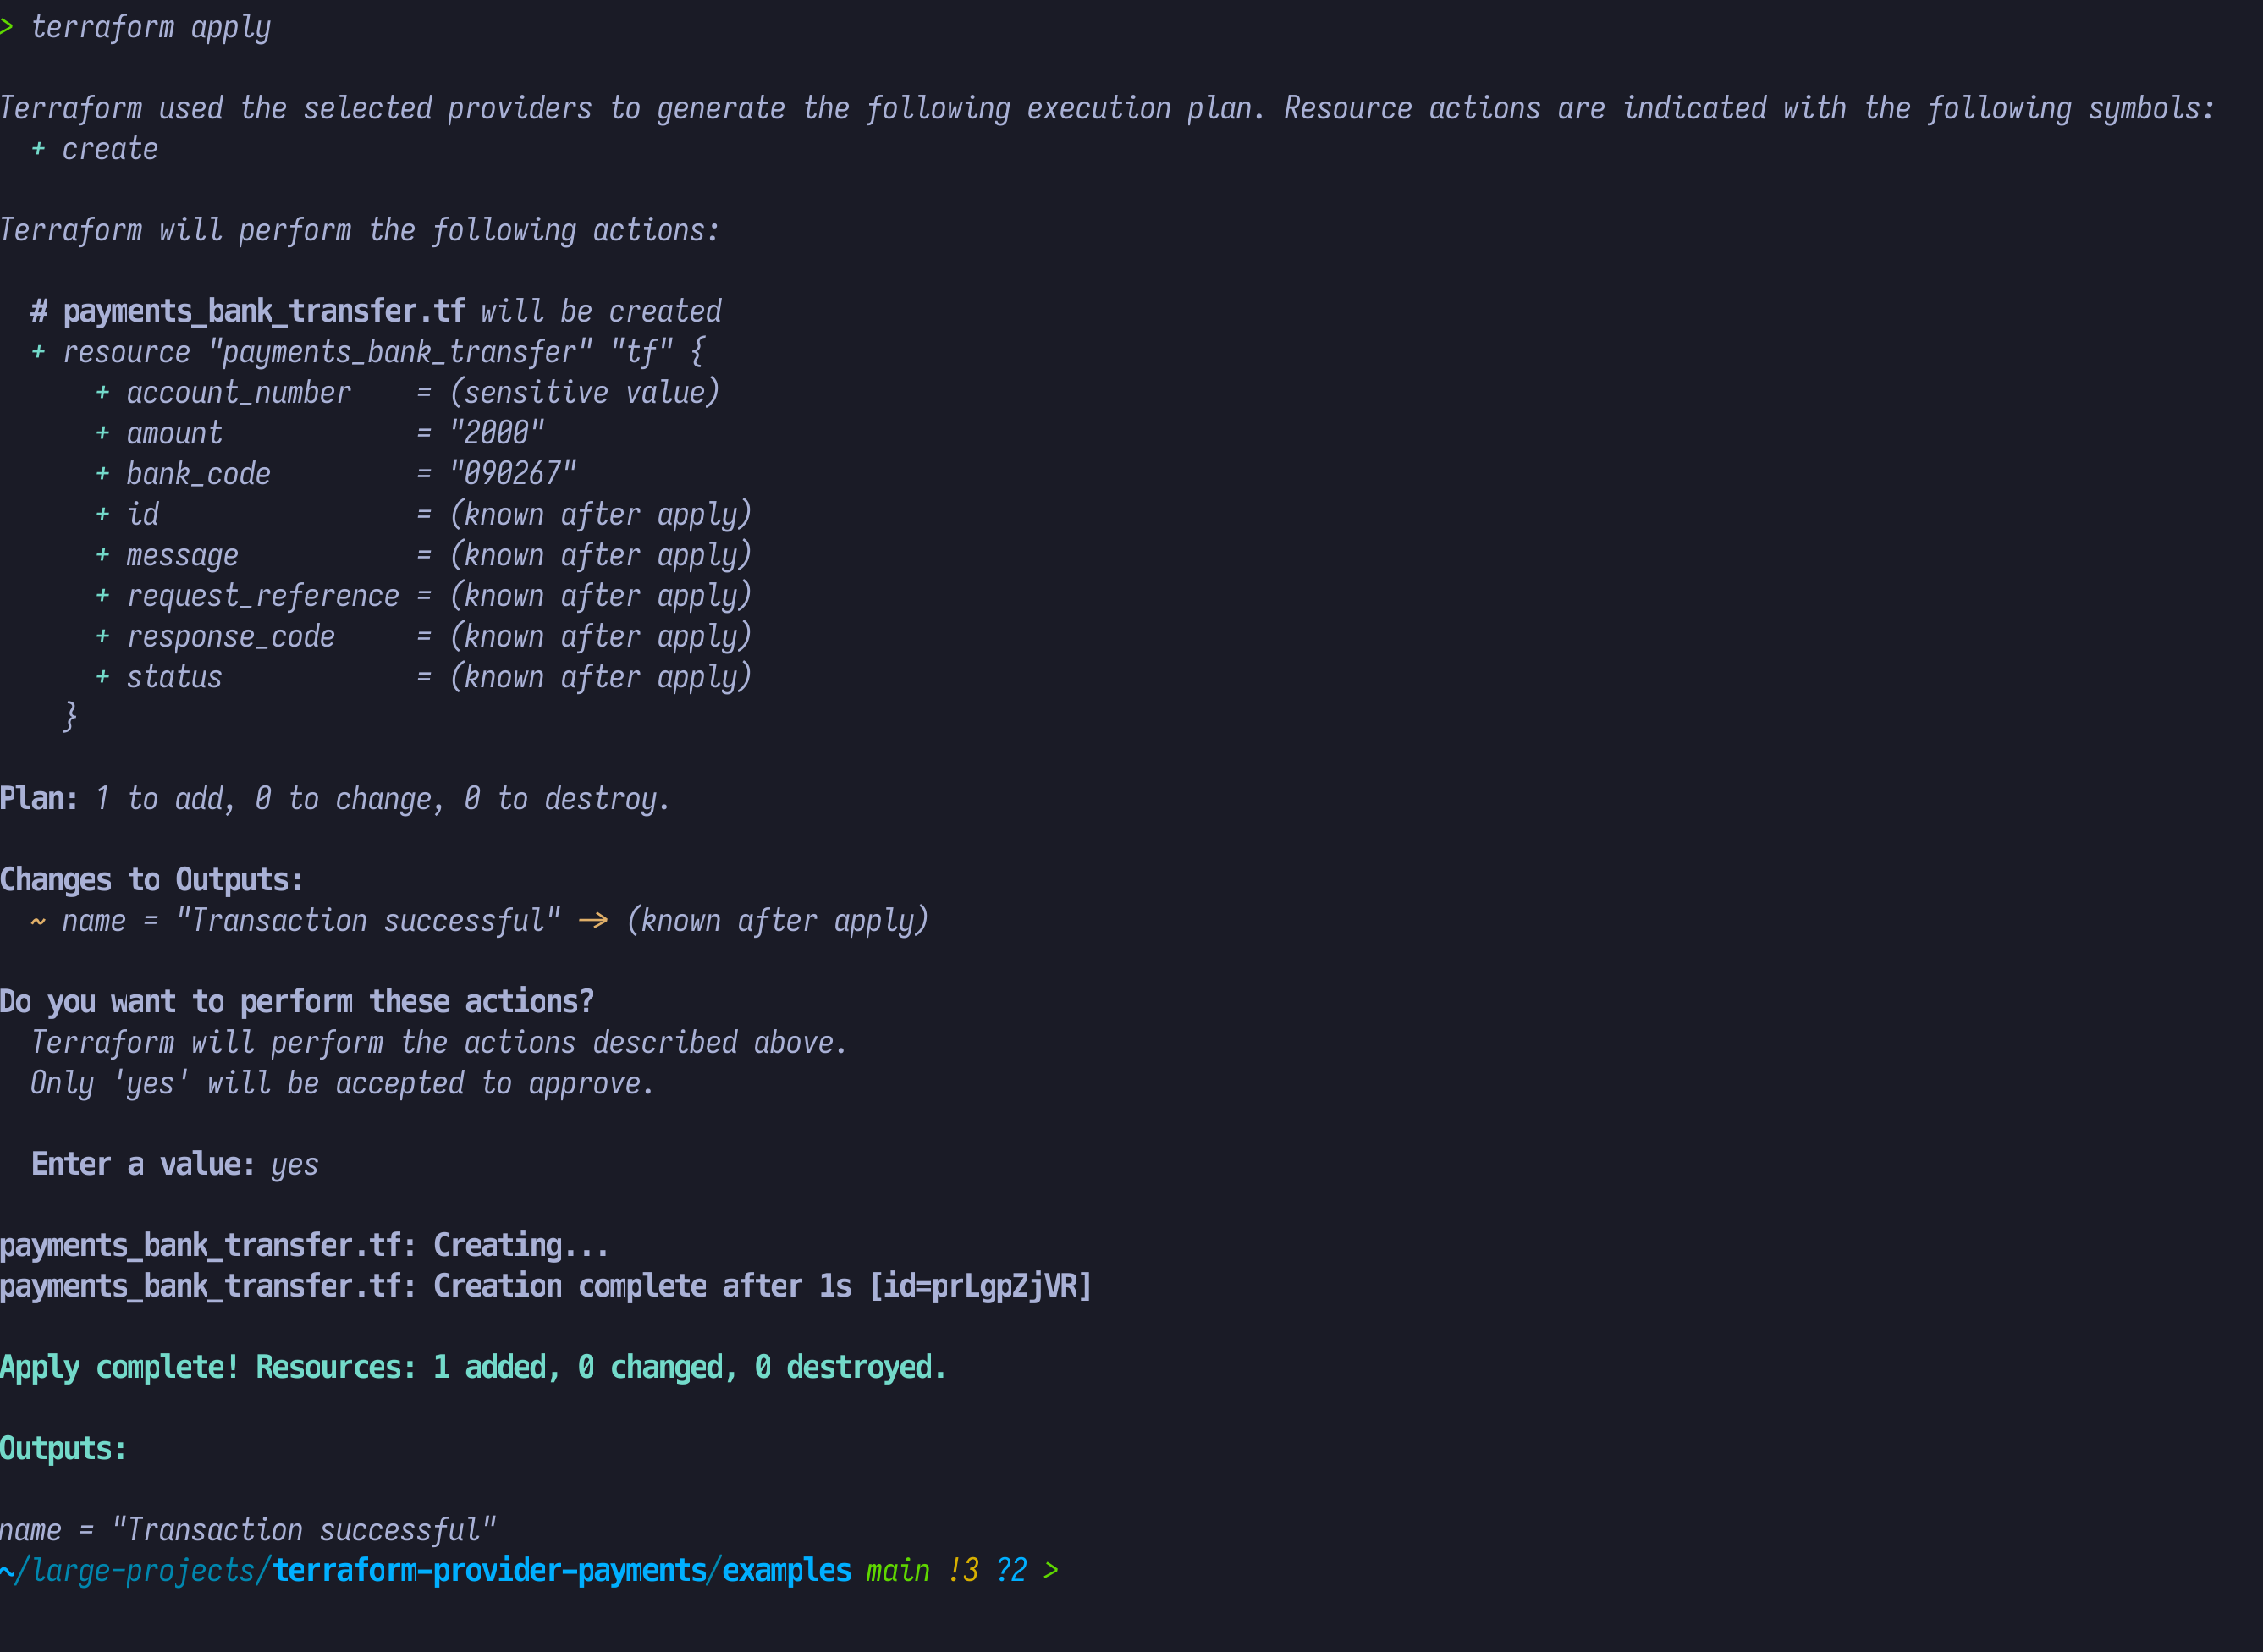 > terraform apply
Terraform used the selected providers to generate the following execution plan. Resource actions are indicated with the following symbols:
  + create
Terraform will perform the following actions:
  # payments_bank_transfer.tf will be created
  + resource "payments_bank_transfer" "tf" {
      + account_number    = (sensitive value)
      + amount            = "2000"
      + bank_code         = "090267"
      + id                = (known after apply)
      + message           = (known after apply)
      + request_reference = (known after apply)
      + response_code     = (known after apply)
      + status            = (known after apply)
    }
Plan: 1 to add, 0 to change, 0 to destroy.
Changes to Outputs:
  ~ name = "Transaction successful" -> (known after apply)
Do you want to perform these actions?
  Terraform will perform the actions described above.
  Only 'yes' will be accepted to approve.
  Enter a value: yes
payments_bank_transfer.tf: Creating...
payments_bank_transfer.tf: Creation complete after 1s [id=prLgpZjVR]
Apply complete! Resources: 1 added, 0 changed, 0 destroyed.
Outputs:
name = "Transaction successful"
~/large-projects/terraform-provider-payments/examples main !3 ?2 >